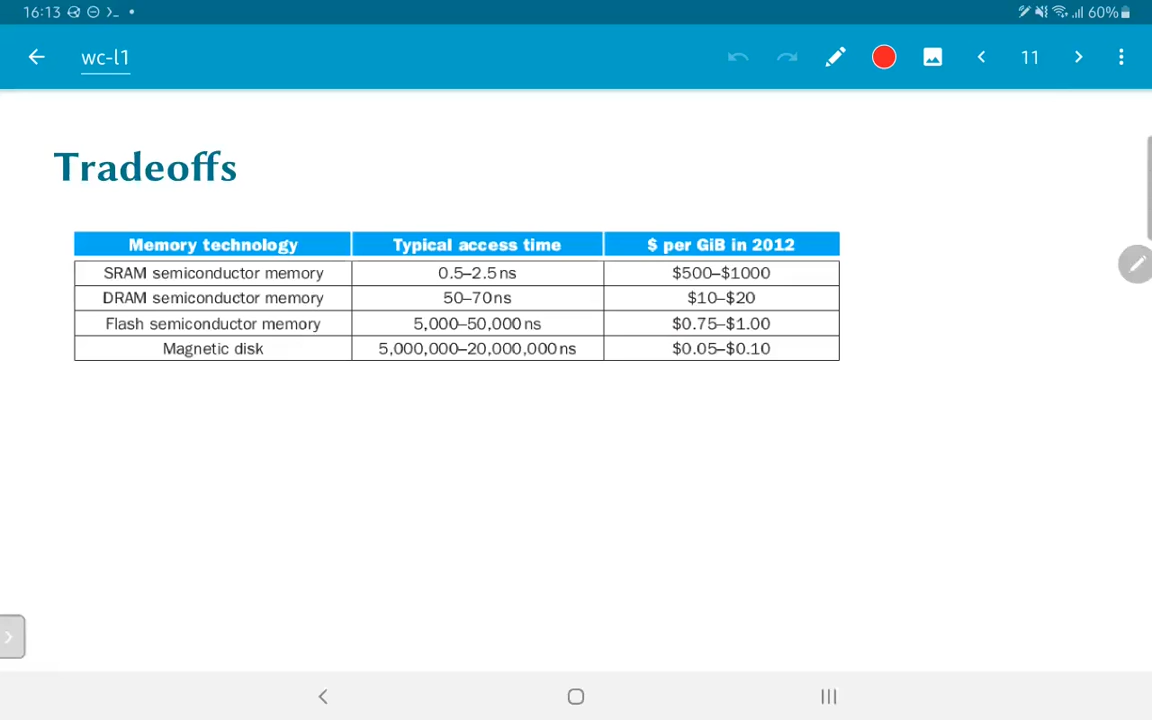 16:13 60%
wc-l1 11
Tradeoffs
Memory technology Typical access time $ per GiB in 2012
SRAM semiconductor memory 0.5–2.5 ns $500–$1000
DRAM semiconductor memory 50–70 ns $10–$20
Flash semiconductor memory 5,000–50,000 ns $0.75–$1.00
Magnetic disk 5,000,000–20,000,000 ns $0.05–$0.10